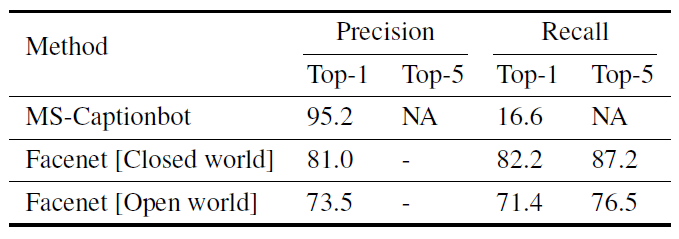 Method Precision Recall
Top-1 Top-5 Top-1 Top-5
MS-Captionbot 95.2 NA 16.6 NA
Facenet [Closed world] 81.0 - 82.2 87.2
Facenet [Open world] 73.5 - 71.4 76.5